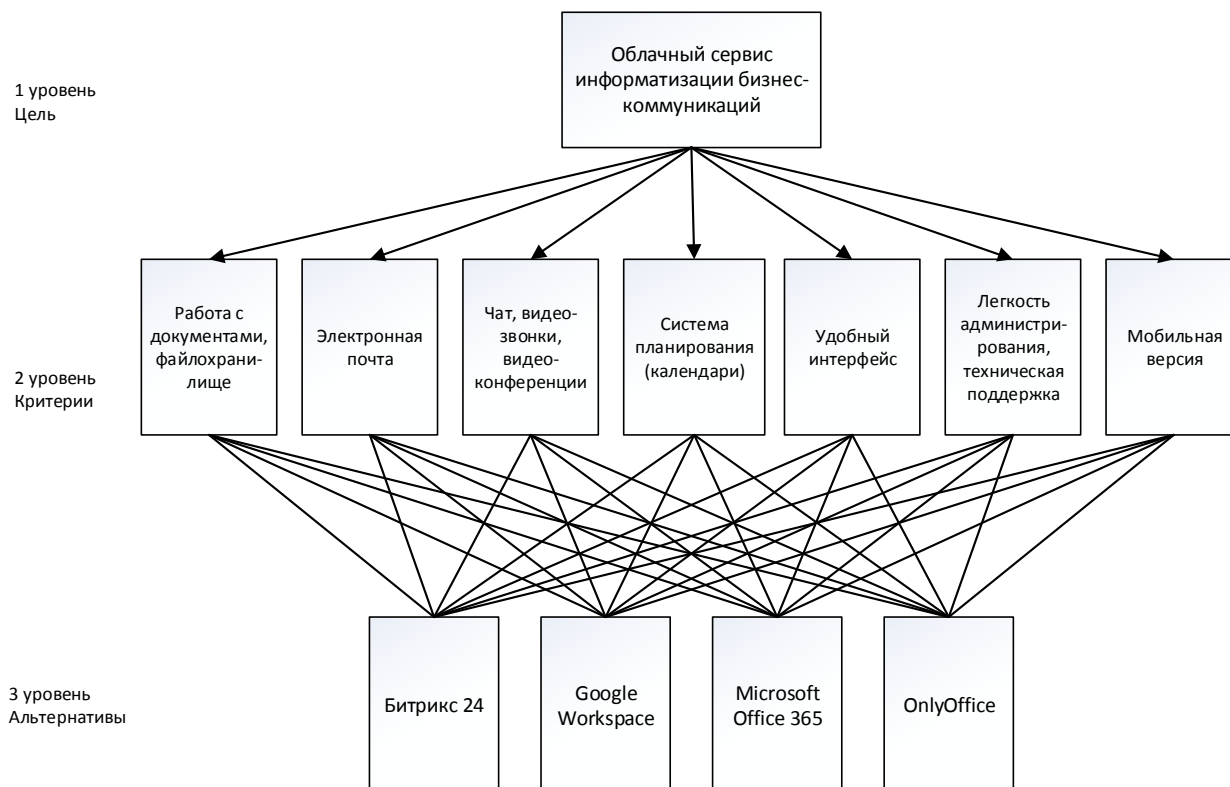 Облачный сервис
информатизации бизнес-
коммуникаций
1 уровень
Цель
Работа с
документами,
файлохрани-
лище
Электронная
почта
Чат, видео-
звонки,
видео-
конференции
Система
планирования
(календари)
Удобный
интерфейс
Легкость
администри-
рования,
техническая
поддержка
Мобильная
версия
2 уровень
Критерии
3 уровень
Альтернативы
Битрикс 24
Google
Workspace
Microsoft
Office 365
OnlyOffice